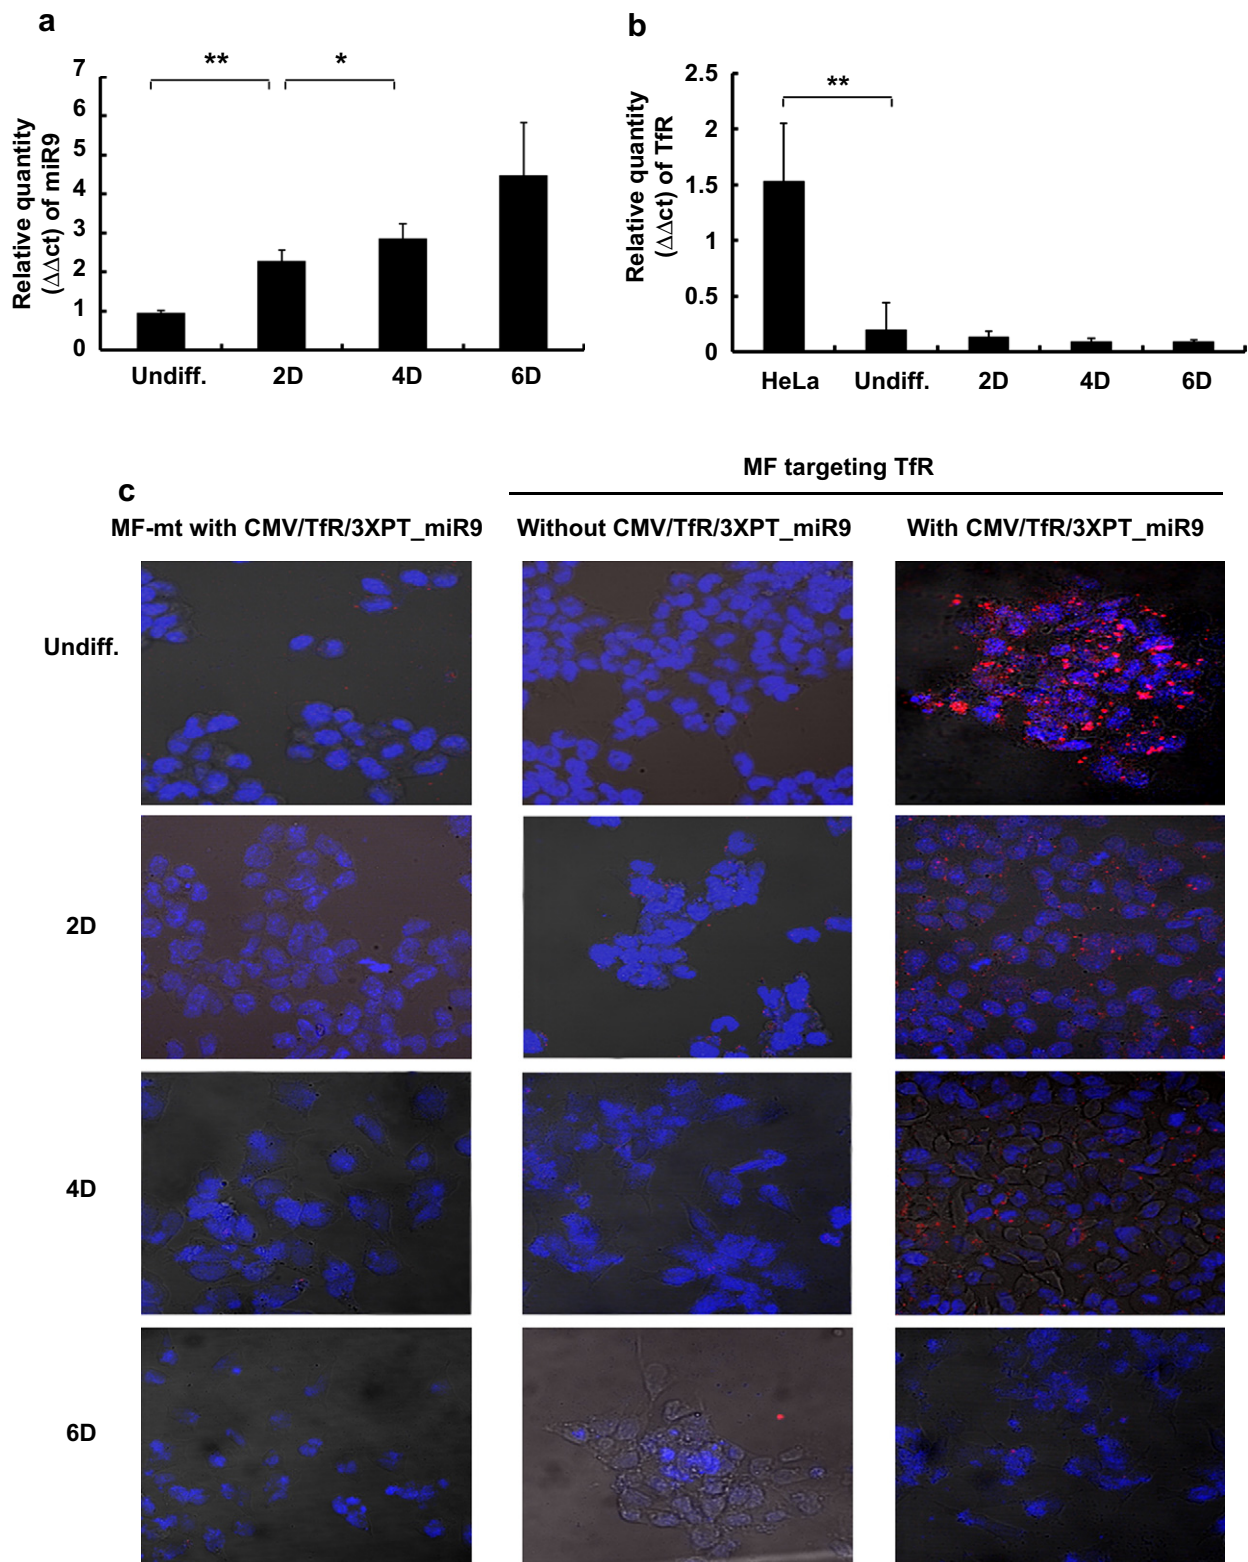 a
**
*
7
6
5
4
3
2
1
0
Relative quantity
(ΔΔct) of miR9
Undiff.
2D
4D
6D
b
**
2.5
2
1.5
1
0.5
0
Relative quantity
(ΔΔct) of TfR
HeLa
Undiff.
2D
4D
6D
c
MF targeting TfR
MF-mt with CMV/TfR/3XPT_miR9
Without CMV/TfR/3XPT_miR9
With CMV/TfR/3XPT_miR9
Undiff.
2D
4D
6D